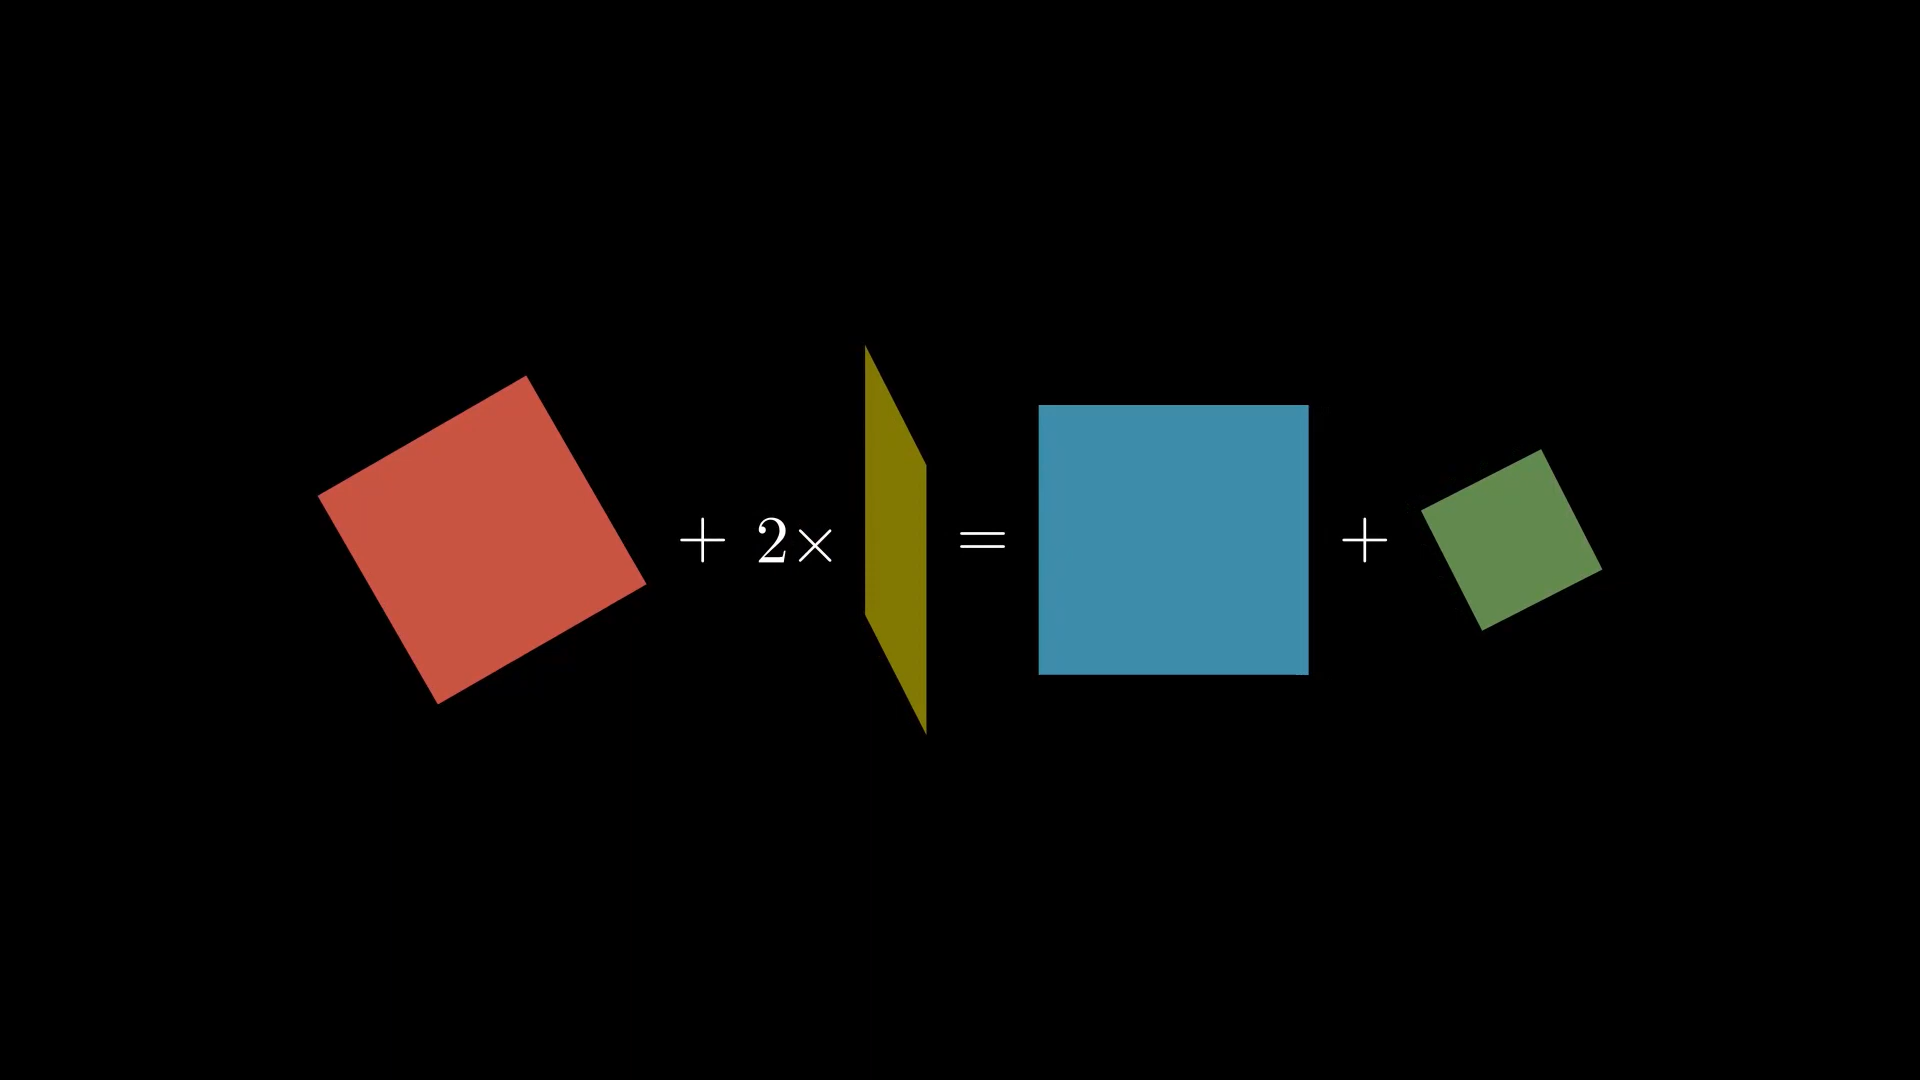 + 2× = +